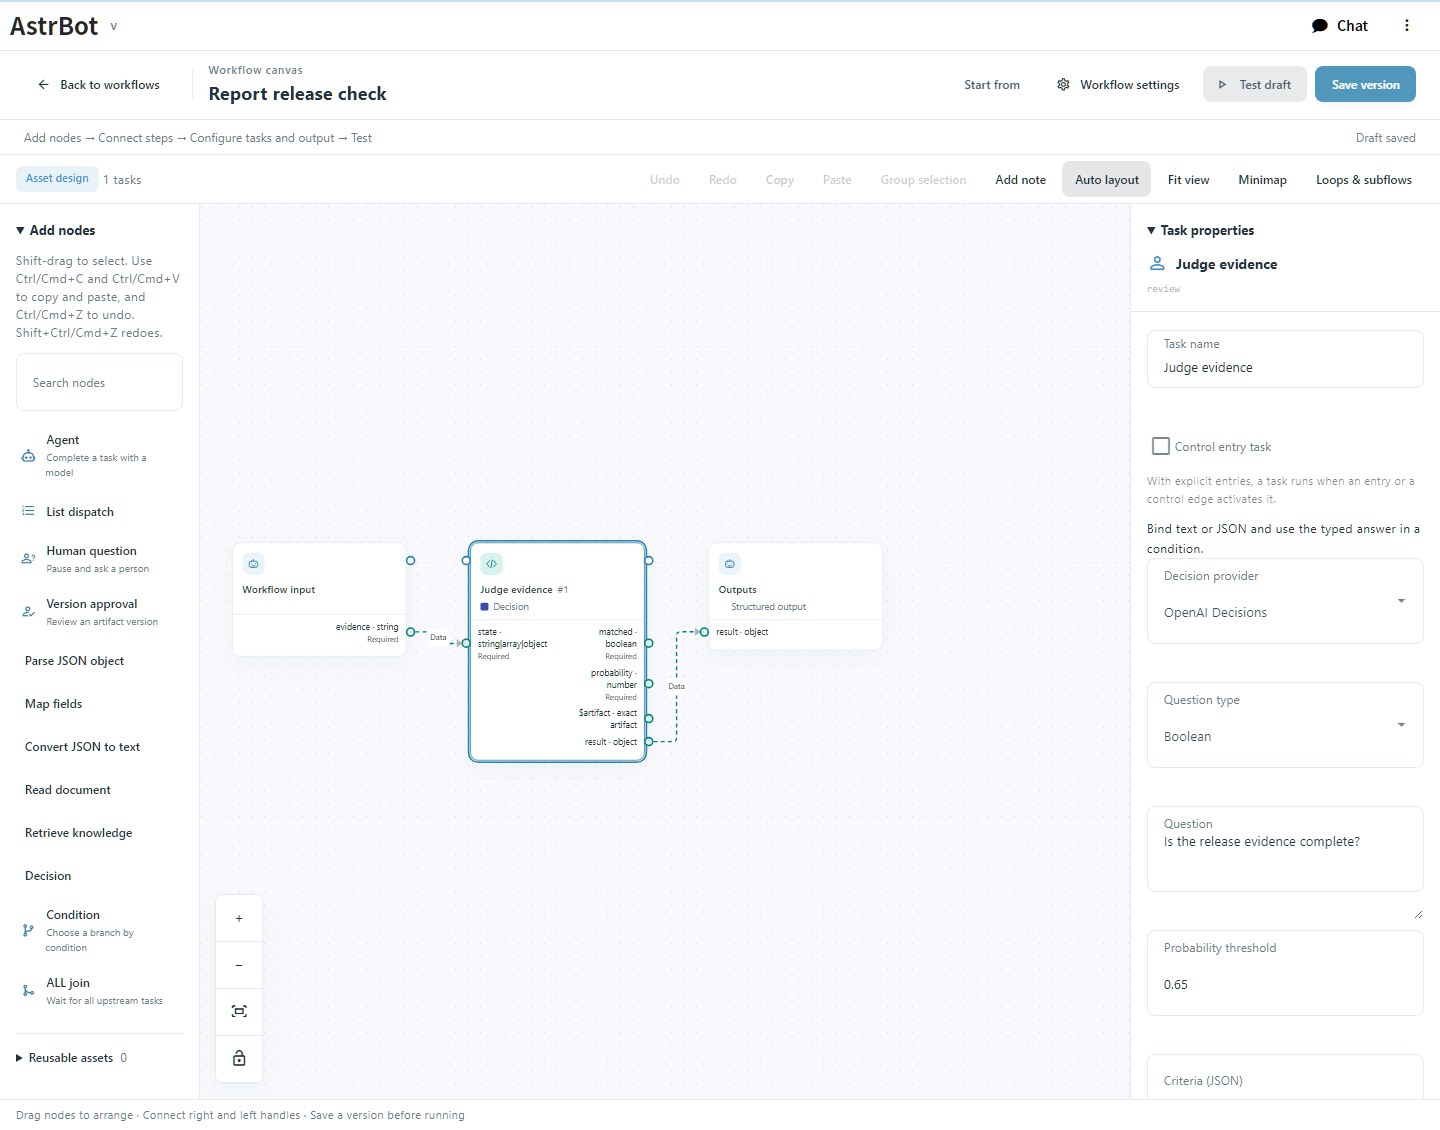 AstrBot v
Chat
Back to workflows
Workflow canvas
Report release check
Start from
Workflow settings
Test draft
Save version
Add nodes → Connect steps → Configure tasks and output → Test
Draft saved
Asset design
1 tasks
Undo
Redo
Copy
Paste
Group selection
Add note
Auto layout
Fit view
Minimap
Loops & subflows
Add nodes
Shift-drag to select. Use
Ctrl/Cmd+C and Ctrl/Cmd+V
to copy and paste, and
Ctrl/Cmd+Z to undo.
Shift+Ctrl/Cmd+Z redoes.
Search nodes
Agent
Complete a task with a
model
List dispatch
Human question
Pause and ask a person
Version approval
Review an artifact version
Parse JSON object
Map fields
Convert JSON to text
Read document
Retrieve knowledge
Decision
Condition
Choose a branch by
condition
ALL join
Wait for all upstream tasks
Reusable assets 0
Workflow input
evidence · string
Required
Data
Judge evidence #1
Decision
state ·
string|array|object
Required
matched ·
boolean
Required
probability ·
number
Required
$artifact · exact
artifact
result · object
Data
Outputs
Structured output
result · object
+
−
Task properties
Judge evidence
review
Task name
Judge evidence
Control entry task
With explicit entries, a task runs when an entry or a
control edge activates it.
Bind text or JSON and use the typed answer in a
condition.
Decision provider
OpenAI Decisions
Question type
Boolean
Question
Is the release evidence complete?
Probability threshold
0.65
Criteria (JSON)
Drag nodes to arrange · Connect right and left handles · Save a version before running